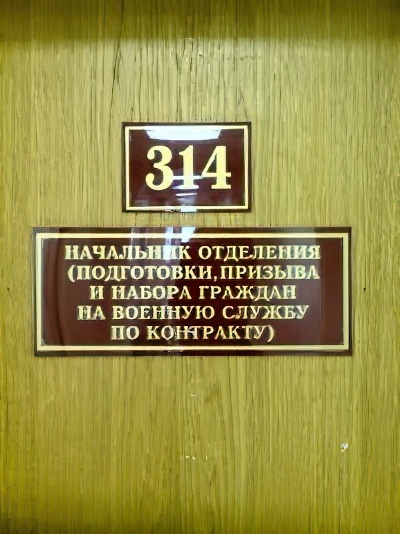 314
НАЧАЛЬНИК ОТДЕЛЕНИЯ
(ПОДГОТОВКИ, ПРИЗЫВА
И НАБОРА ГРАЖДАН
НА ВОЕННУЮ СЛУЖБУ
ПО КОНТРАКТУ)